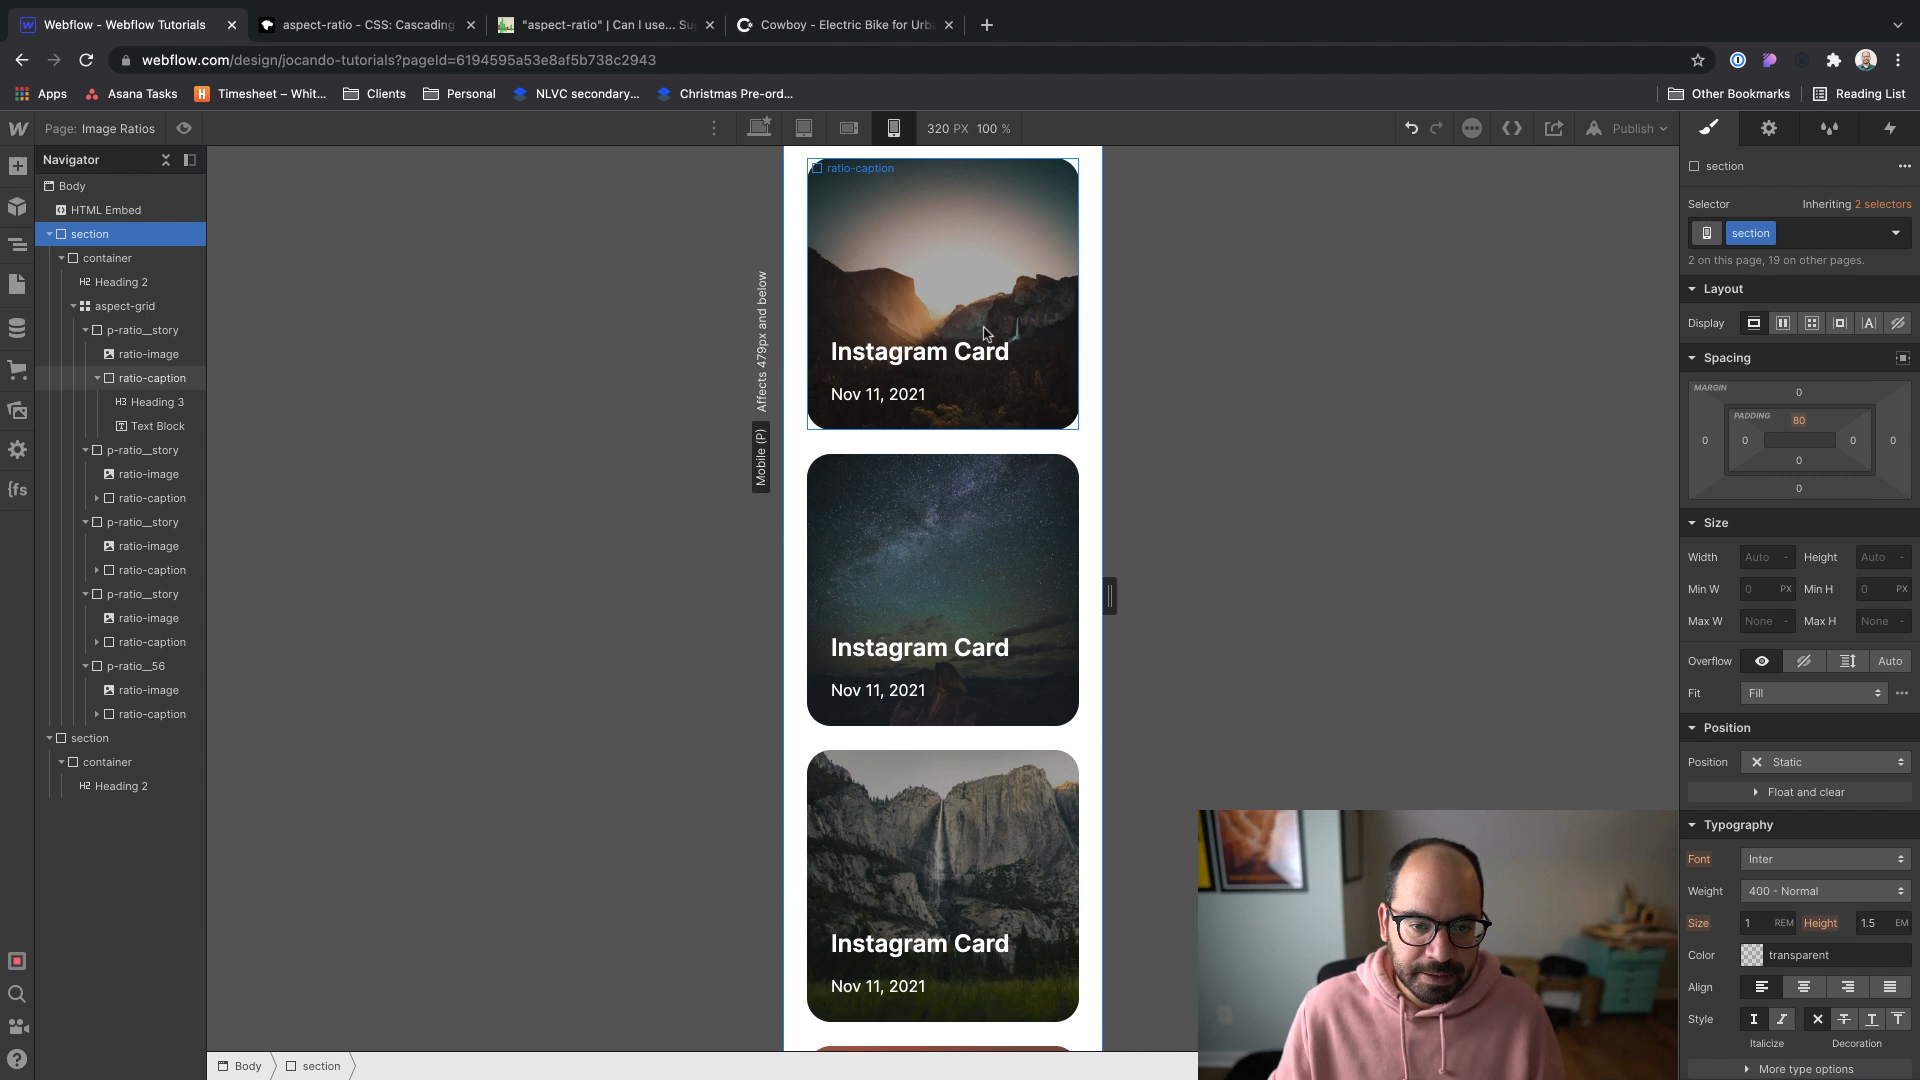 Webflow - Webflow Tutorials
aspect-ratio - CSS: Cascading
"aspect-ratio" | Can I use... Su
Cowboy - Electric Bike for Urb
webflow.com/design/jocando-tutorials?pageId=6194595a53e8af5b738c2943
Apps
Asana Tasks
Timesheet – Whit...
Clients
Personal
NLVC secondary...
Christmas Pre-ord...
Other Bookmarks
Reading List
Page: Image Ratios
320 PX 100 %
Publish
Navigator
Body
HTML Embed
section
container
H2 Heading 2
aspect-grid
p-ratio__story
ratio-image
ratio-caption
H3 Heading 3
Text Block
p-ratio__story
ratio-image
ratio-caption
p-ratio__story
ratio-image
ratio-caption
p-ratio__story
ratio-image
ratio-caption
p-ratio__56
ratio-image
ratio-caption
section
container
H2 Heading 2
Affects 479px and below
Mobile (P)
ratio-caption
Instagram Card
Nov 11, 2021
Instagram Card
Nov 11, 2021
Instagram Card
Nov 11, 2021
Body
section
section
Selector
Inheriting 2 selectors
section
2 on this page, 19 on other pages.
Layout
Display
Spacing
MARGIN
0
PADDING
80
0 0 0 0
0
0
Size
Width Auto - Height Auto -
Min W 0 PX Min H 0 PX
Max W None - Max H None -
Overflow Auto
Fit Fill
Position
Position Static
Float and clear
Typography
Font Inter
Weight 400 - Normal
Size 1 REM Height 1.5 EM
Color transparent
Align
Style
Italicize Decoration
More type options